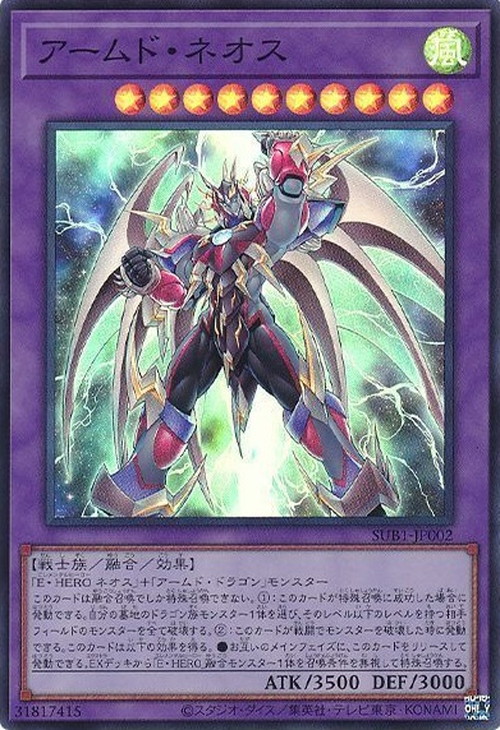 アームド・ネオス
風
SUB1-JP002
【戦士族／融合／効果】
「E・HERO ネオス」＋「アームド・ドラゴン」モンスター
このカードは融合召喚でしか特殊召喚できない。①：このカードが特殊召喚に成功した場合に
発動できる。自分の墓地のドラゴン族モンスター1体を選び、そのレベル以下のレベルを持つ相手
フィールドのモンスターを全て破壊する。②：このカードが戦闘でモンスターを破壊した時に発動
できる。このカードは以下の効果を得る。●お互いのメインフェイズに、このカードをリリースして
発動できる。EXデッキから「E・HERO」融合モンスター1体を召喚条件を無視して特殊召喚する。
ATK/3500 DEF/3000
31817415
©スタジオ・ダイス／集英社・テレビ東京・KONAMI